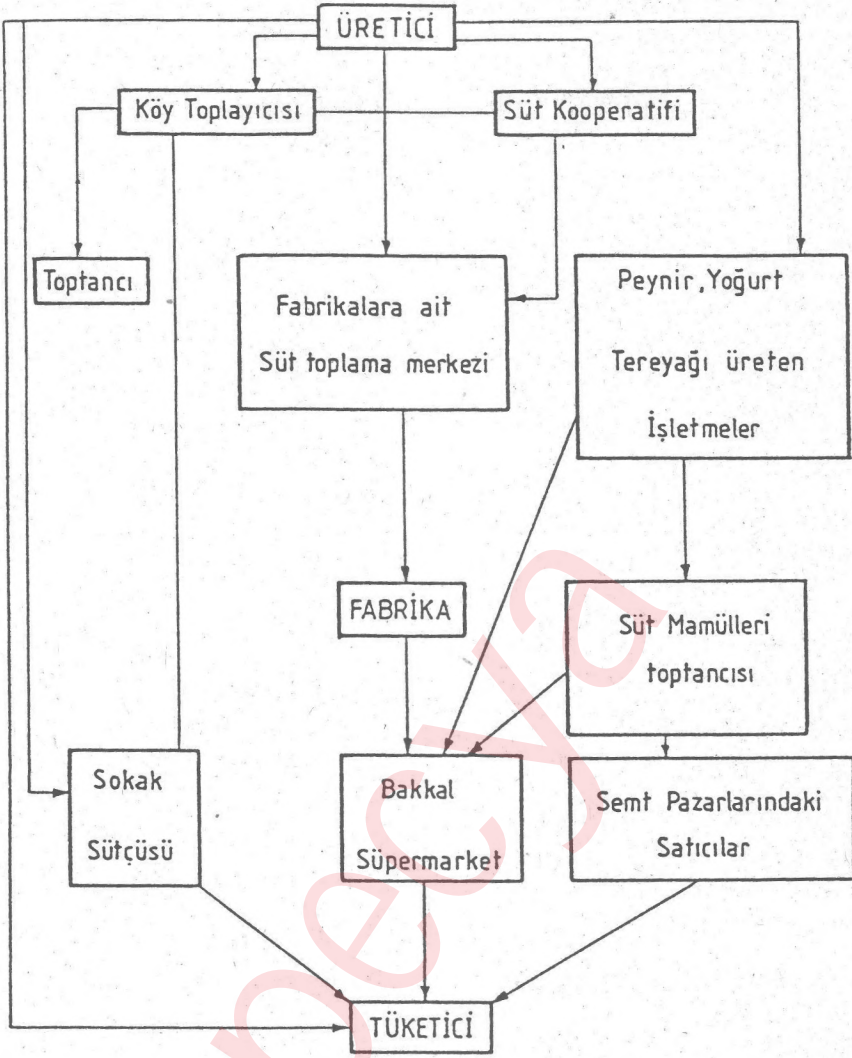 ÜRETİCİ
Köy Toplayıcısı
Süt Kooperatifi
Toptancı
Fabrikalara ait
Süt toplama merkezi
Peynir,Yoğurt
Tereyağı üreten
İşletmeler
FABRİKA
Süt Mamülleri
toptancısı
Sokak
Sütçüsü
Bakkal
Süpermarket
Semt Pazarlarındaki
Satıcılar
TÜKETİCİ
necya